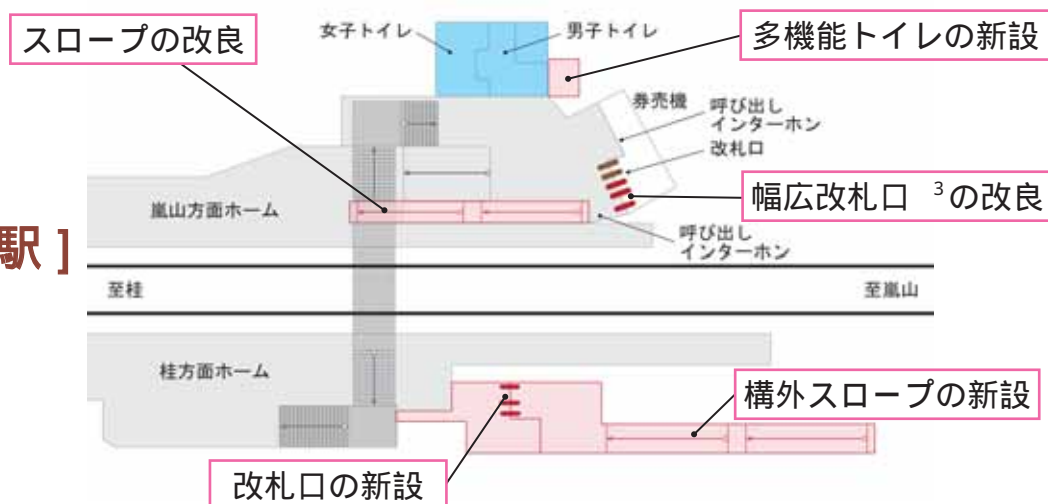 スロープの改良
女子トイレ
男子トイレ
多機能トイレの新設
券売機
呼び出し
インターホン
改札口
幅広改札口 3の改良
嵐山方面ホーム
呼び出し
インターホン
駅]
至桂
至嵐山
桂方面ホーム
構外スロープの新設
改札口の新設